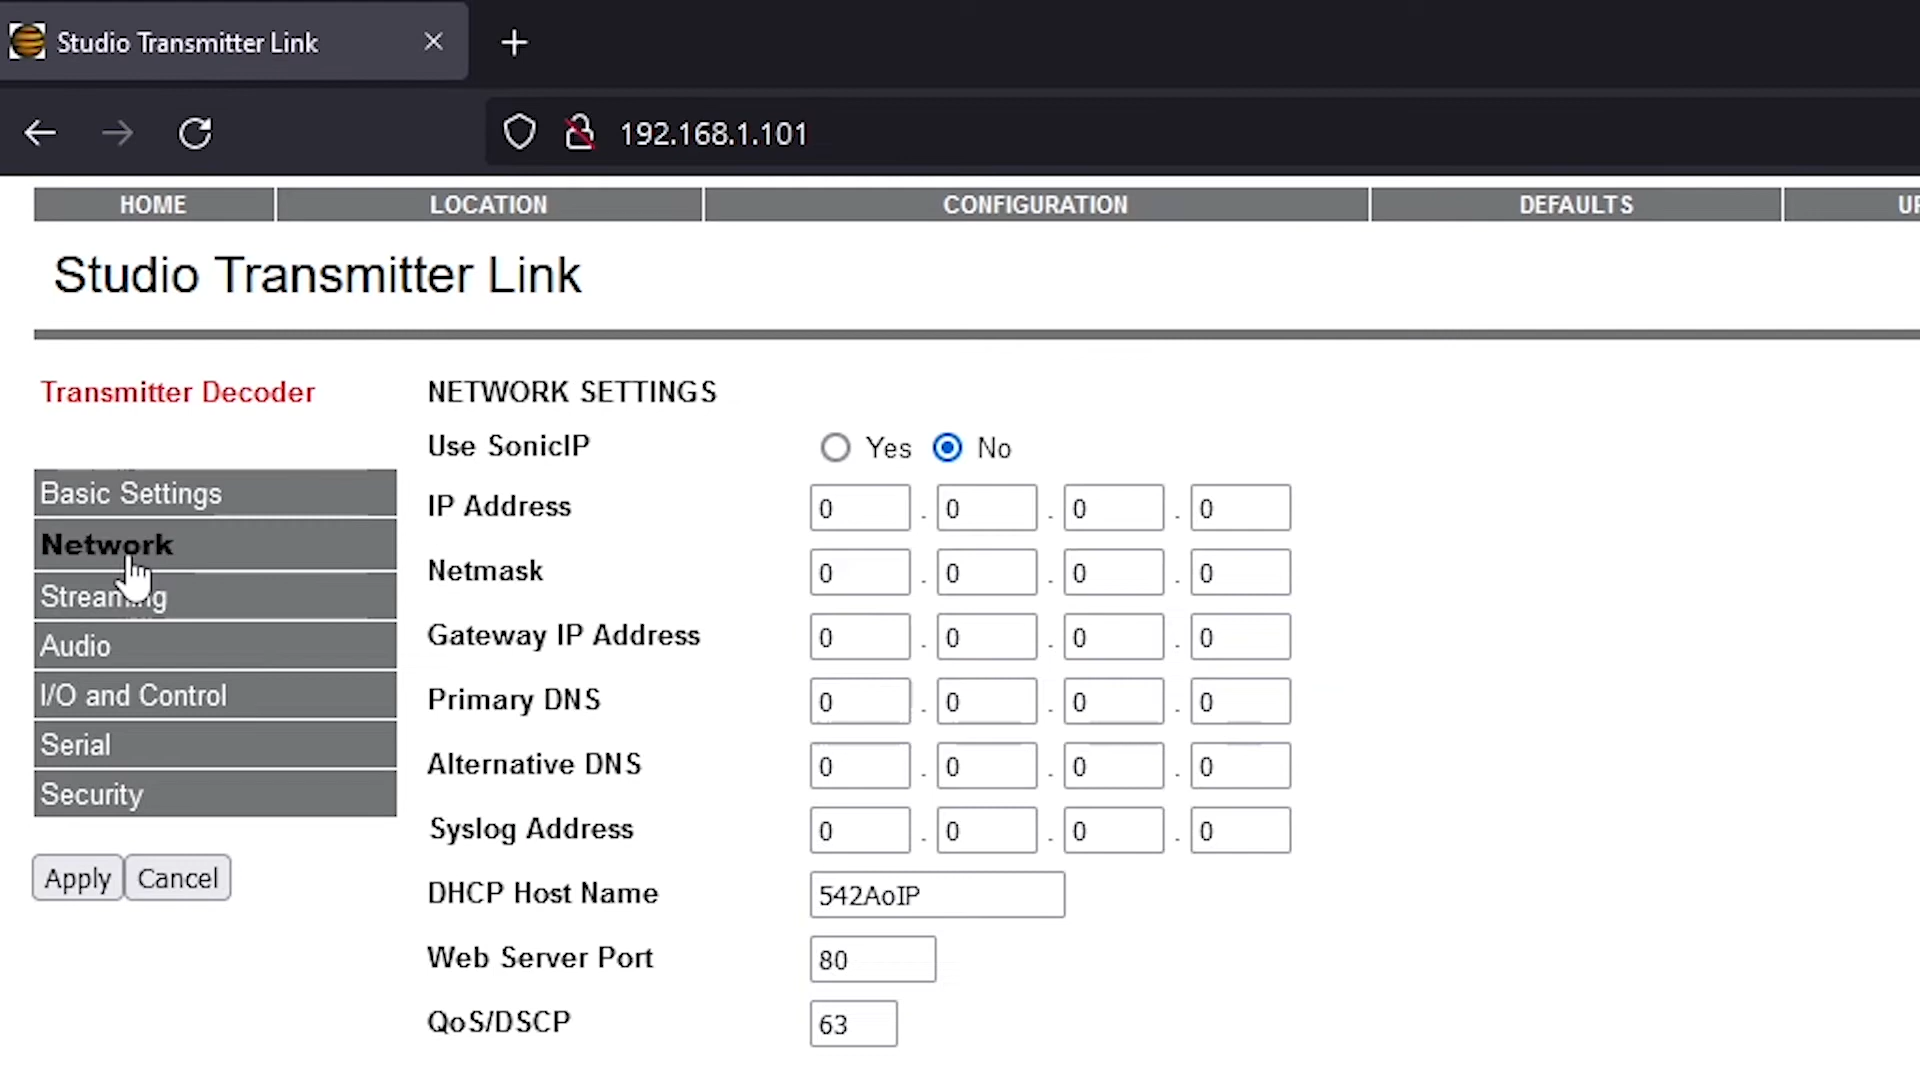 Studio Transmitter Link
192.168.1.101
HOME LOCATION CONFIGURATION DEFAULTS
Studio Transmitter Link
Transmitter Decoder
Basic Settings
Network
Streaming
Audio
I/O and Control
Serial
Security
Apply Cancel
NETWORK SETTINGS
Use SonicIP Yes No
IP Address 0 . 0 . 0 . 0
Netmask 0 . 0 . 0 . 0
Gateway IP Address 0 . 0 . 0 . 0
Primary DNS 0 . 0 . 0 . 0
Alternative DNS 0 . 0 . 0 . 0
Syslog Address 0 . 0 . 0 . 0
DHCP Host Name 542AoIP
Web Server Port 80
QoS/DSCP 63